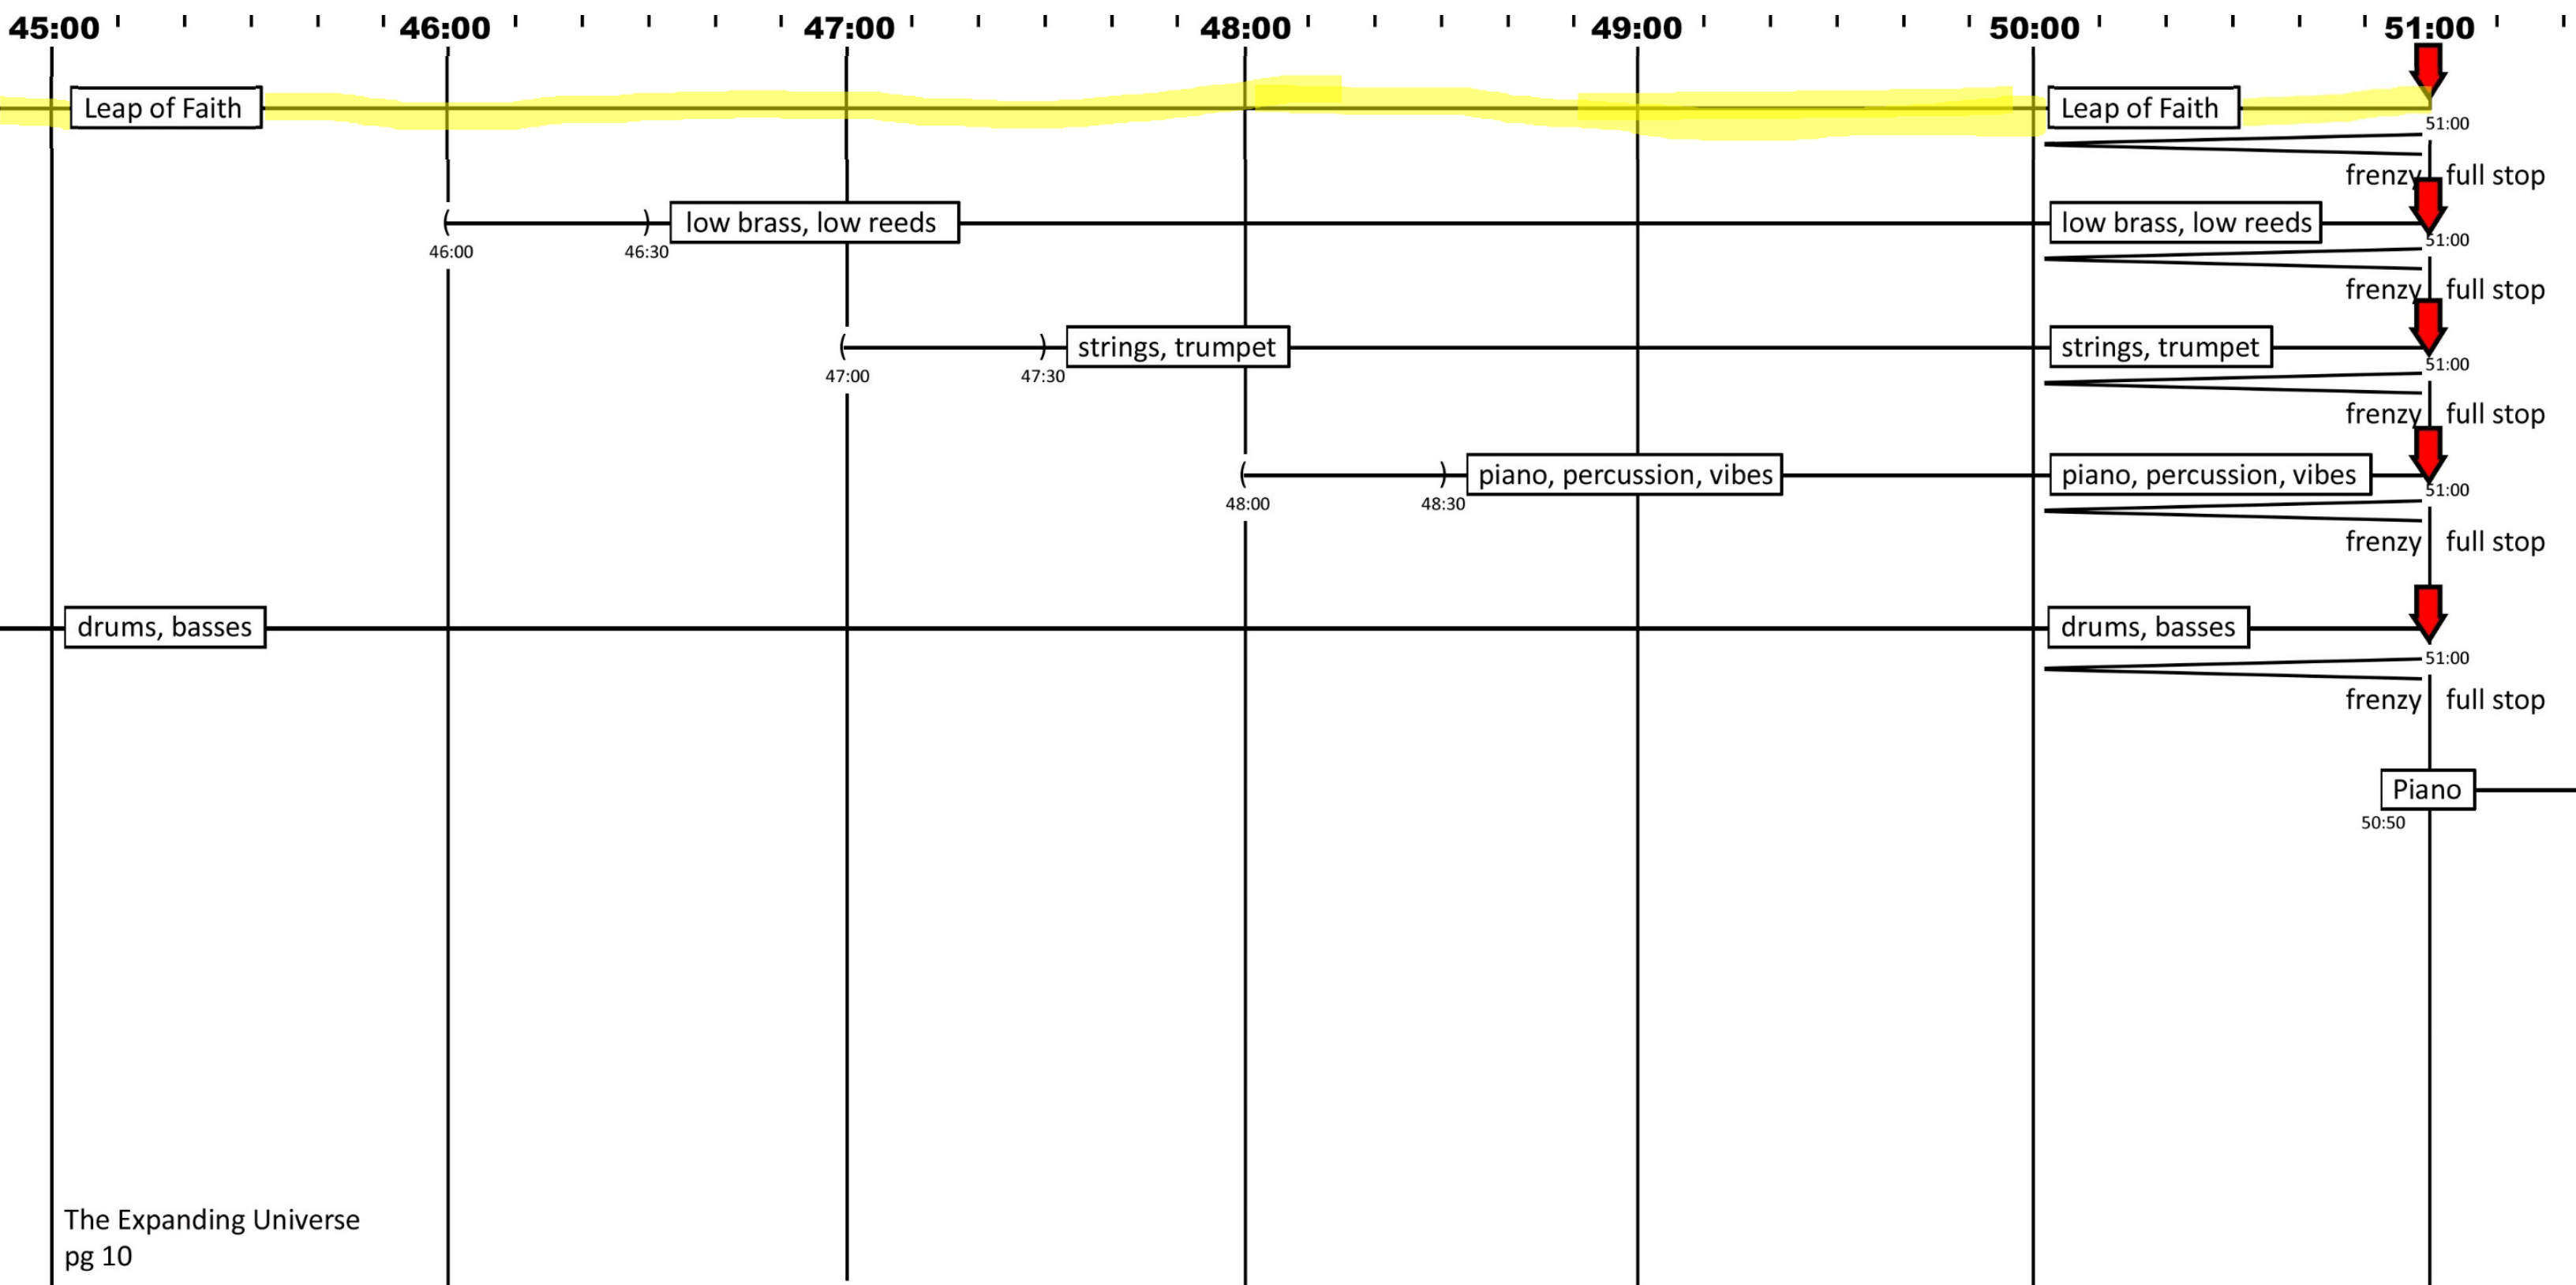 45:00 46:00 47:00 48:00 49:00 50:00 51:00
Leap of Faith Leap of Faith
51:00
frenzy full stop
( ) low brass, low reeds low brass, low reeds
46:00 46:30 51:00
frenzy full stop
( ) strings, trumpet strings, trumpet
47:00 47:30 51:00
frenzy full stop
( ) piano, percussion, vibes piano, percussion, vibes
48:00 48:30 51:00
frenzy full stop
drums, basses drums, basses
51:00
frenzy full stop
Piano
50:50
The Expanding Universe
pg 10